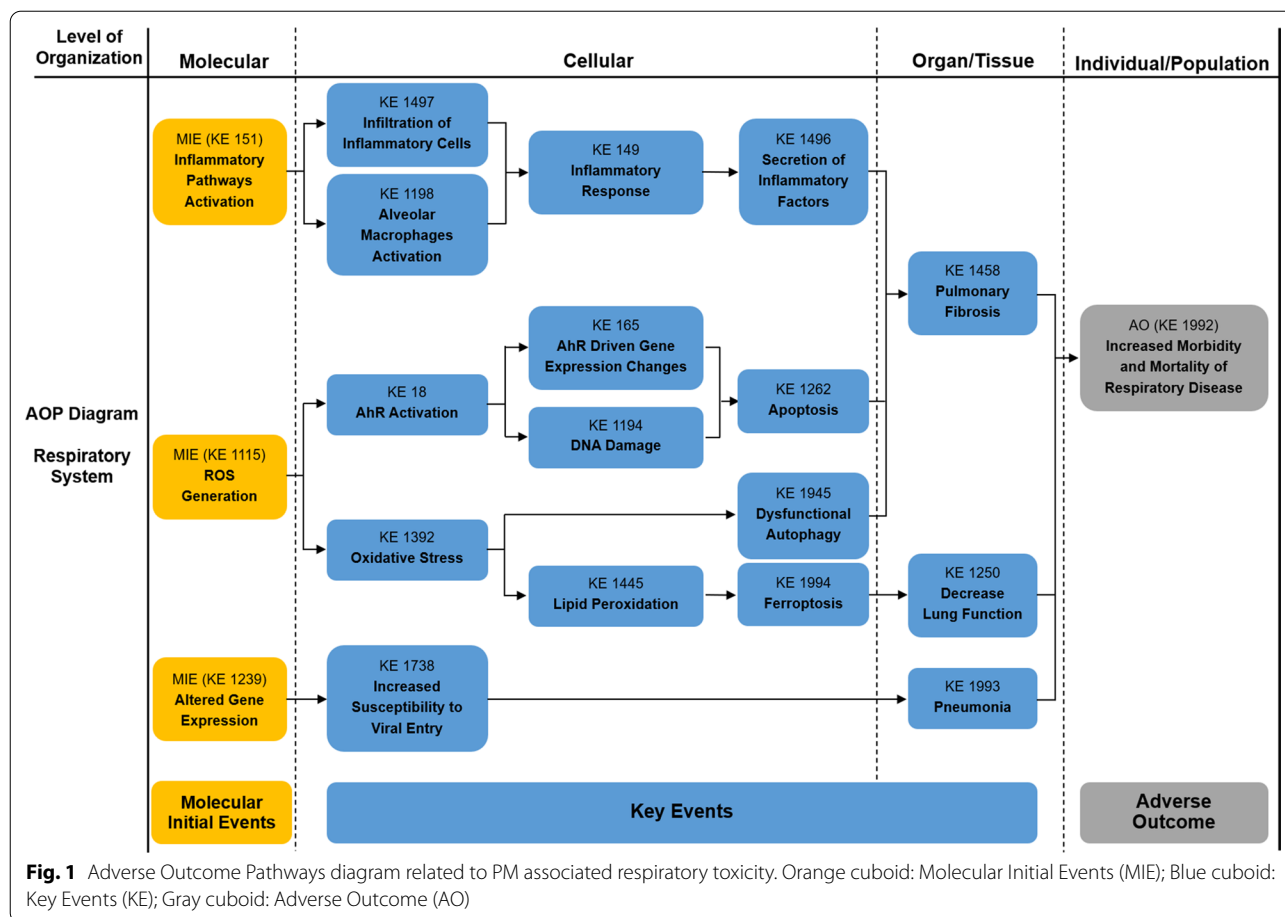 Level of
Organization
Molecular
Cellular
Organ/Tissue
Individual/Population
MIE (KE 151)
Inflammatory
Pathways
Activation
KE 1497
Infiltration of
Inflammatory Cells
KE 1198
Alveolar
Macrophages
Activation
KE 149
Inflammatory
Response
KE 1496
Secretion of
Inflammatory
Factors
KE 1458
Pulmonary
Fibrosis
AO (KE 1992)
Increased Morbidity
and Mortality of
Respiratory Disease
AOP Diagram
Respiratory
System
MIE (KE 1115)
ROS
Generation
KE 18
AhR Activation
KE 165
AhR Driven Gene
Expression Changes
KE 1194
DNA Damage
KE 1262
Apoptosis
KE 1392
Oxidative Stress
KE 1945
Dysfunctional
Autophagy
KE 1445
Lipid Peroxidation
KE 1994
Ferroptosis
KE 1250
Decrease
Lung Function
MIE (KE 1239)
Altered Gene
Expression
KE 1738
Increased
Susceptibility to
Viral Entry
KE 1993
Pneumonia
Molecular
Initial Events
Key Events
Adverse
Outcome
Fig. 1 Adverse Outcome Pathways diagram related to PM associated respiratory toxicity. Orange cuboid: Molecular Initial Events (MIE); Blue cuboid:
Key Events (KE); Gray cuboid: Adverse Outcome (AO)